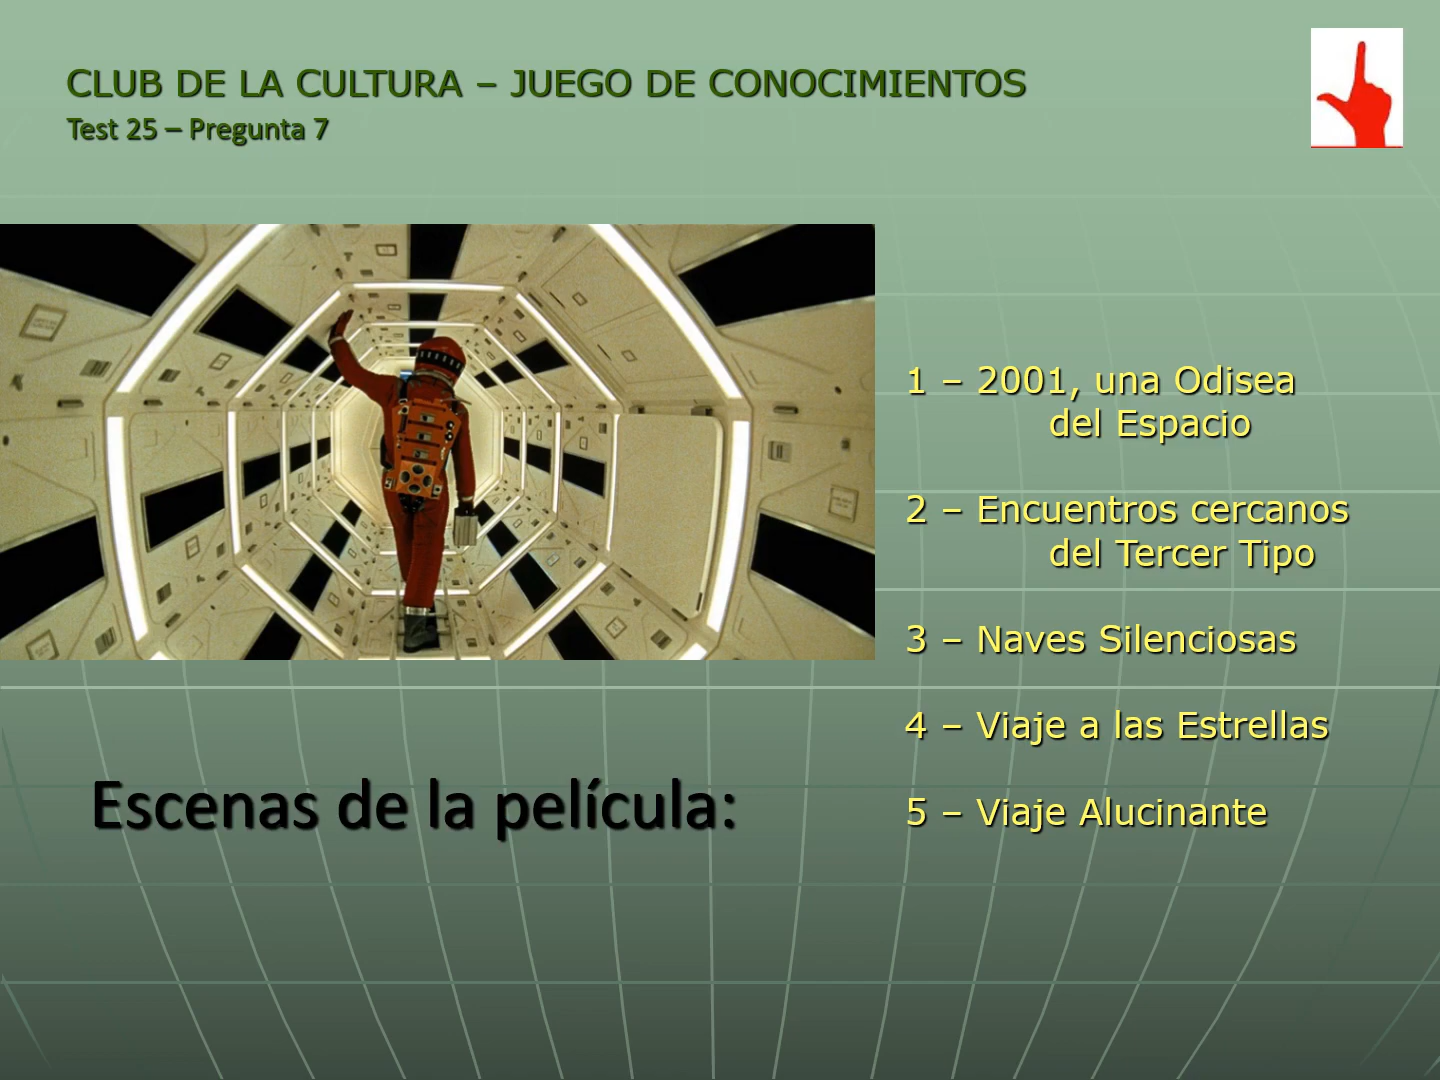 CLUB DE LA CULTURA – JUEGO DE CONOCIMIENTOS
Test 25 – Pregunta 7
1 – 2001, una Odisea
del Espacio
2 – Encuentros cercanos
del Tercer Tipo
3 – Naves Silenciosas
4 – Viaje a las Estrellas
5 – Viaje Alucinante
Escenas de la película: